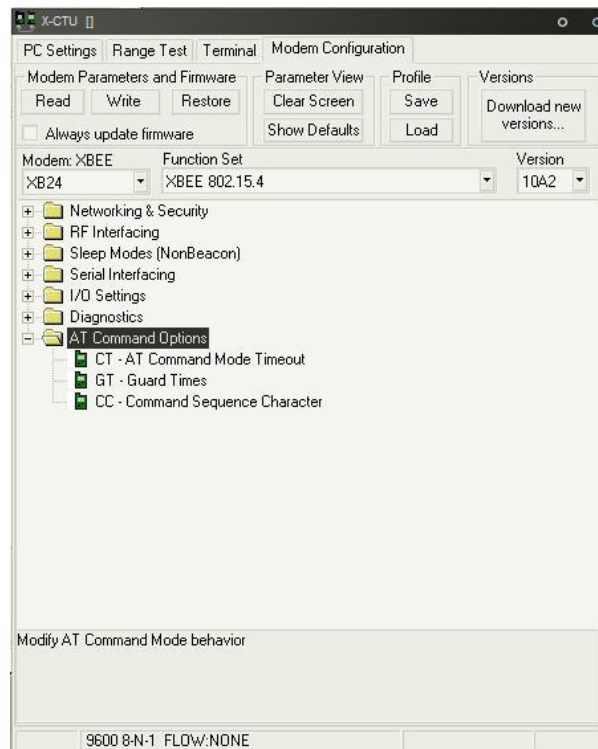 X-CTU []
PC Settings Range Test Terminal Modem Configuration
Modem Parameters and Firmware Parameter View Profile Versions
Read Write Restore Clear Screen Save Download new versions...
Always update firmware Show Defaults Load
Modem: XBEE Function Set Version
XB24 XBEE 802.15.4 10A2
Networking & Security
RF Interfacing
Sleep Modes (NonBeacon)
Serial Interfacing
I/O Settings
Diagnostics
AT Command Options
CT - AT Command Mode Timeout
GT - Guard Times
CC - Command Sequence Character
Modify AT Command Mode behavior
9600 8-N-1 FLOW:NONE